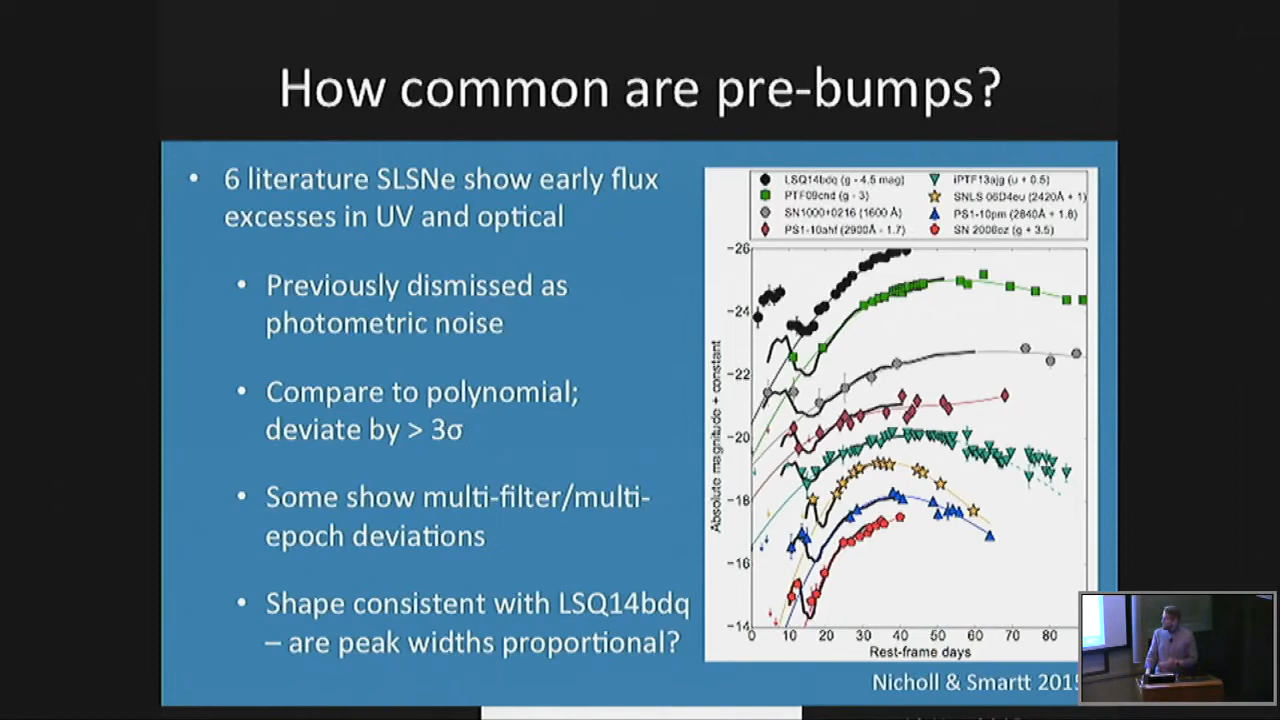 How common are pre-bumps?
• 6 literature SLSNe show early flux
excesses in UV and optical
• Previously dismissed as
photometric noise
• Compare to polynomial;
deviate by > 3σ
• Some show multi-filter/multi-
epoch deviations
• Shape consistent with LSQ14bdq
– are peak widths proportional?
LSQ14bdq (g - 4.5 mag)
PTF09cnd (g - 3)
SN1000+0216 (1600 Å)
PS1-10ahf (2900Å - 1.7)
iPTF13ajg (u + 0.5)
SNLS 06D4eu (2420Å + 1)
PS1-10pm (2840Å + 1.8)
SN 2006oz (g + 3.5)
Absolute magnitude + constant
−26
−24
−22
−20
−18
−16
−14
0 10 20 30 40 50 60 70 80
Rest-frame days
Nicholl & Smartt 2015